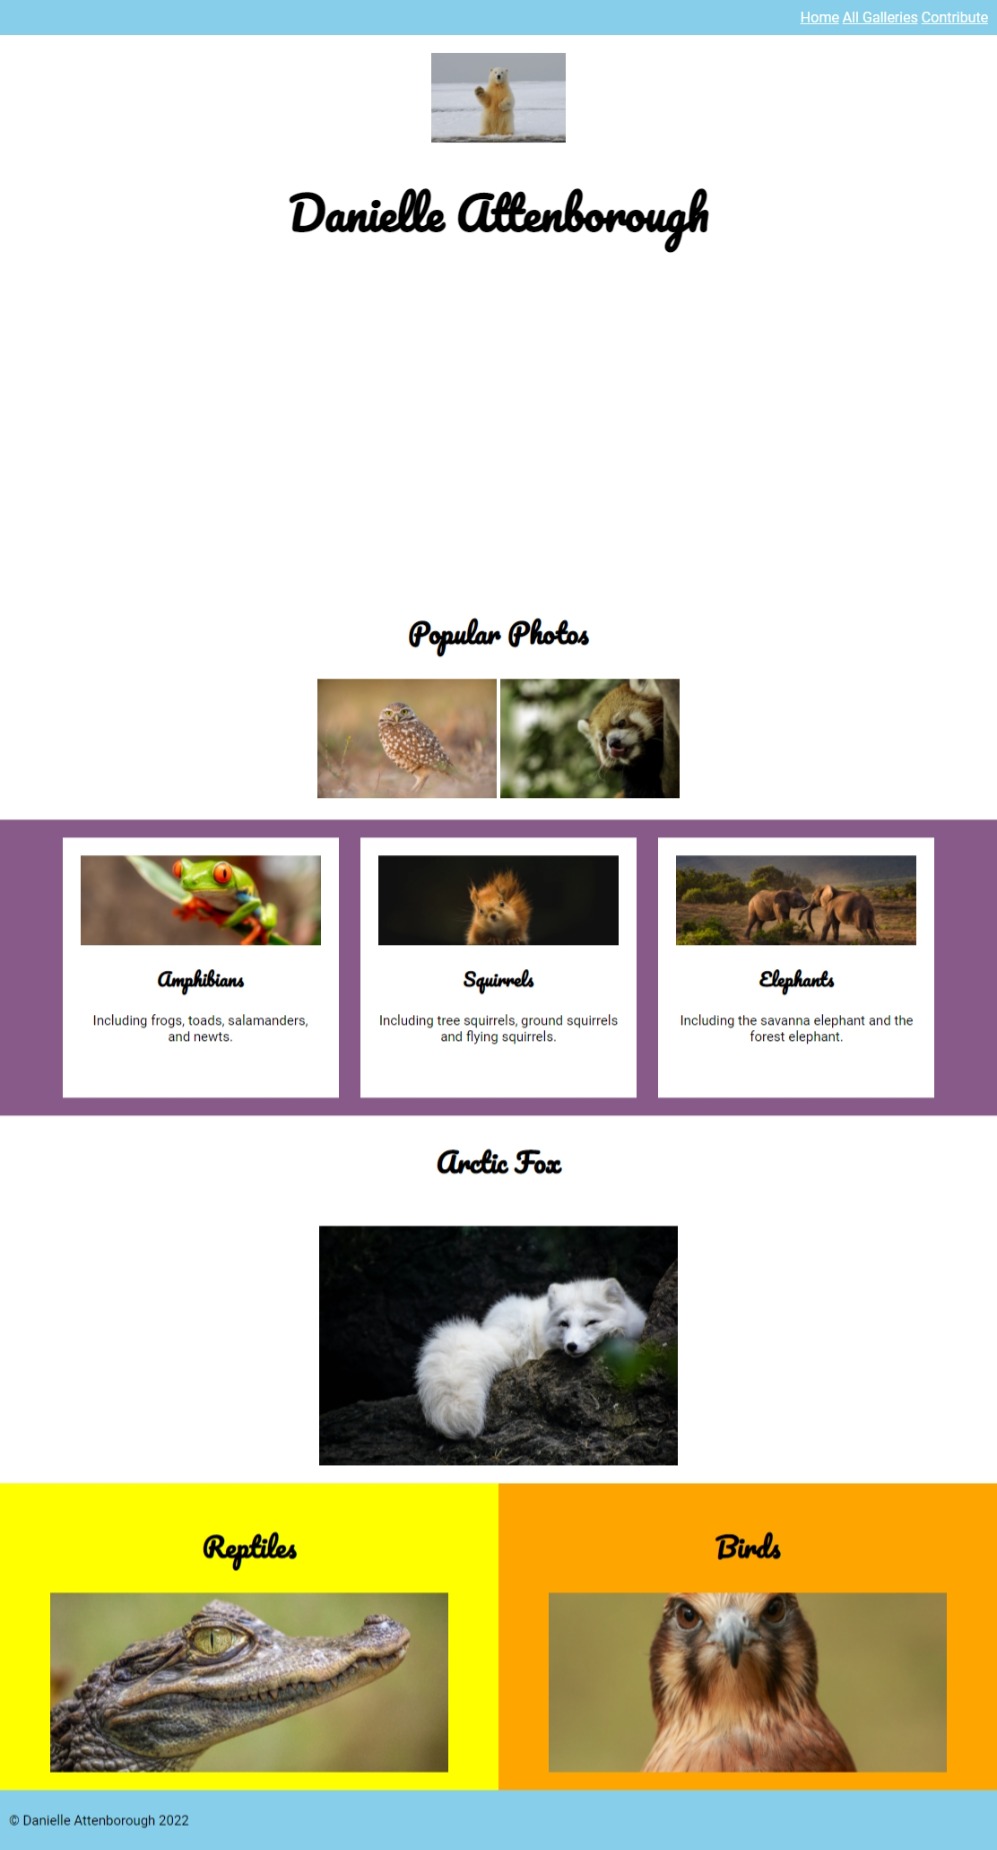 Home All Galleries Contribute
Danielle Attenborough
Popular Photos
Amphibians
Including frogs, toads, salamanders,
and newts.
Squirrels
Including tree squirrels, ground squirrels
and flying squirrels.
Elephants
Including the savanna elephant and the
forest elephant.
Arctic Fox
Reptiles
Birds
© Danielle Attenborough 2022